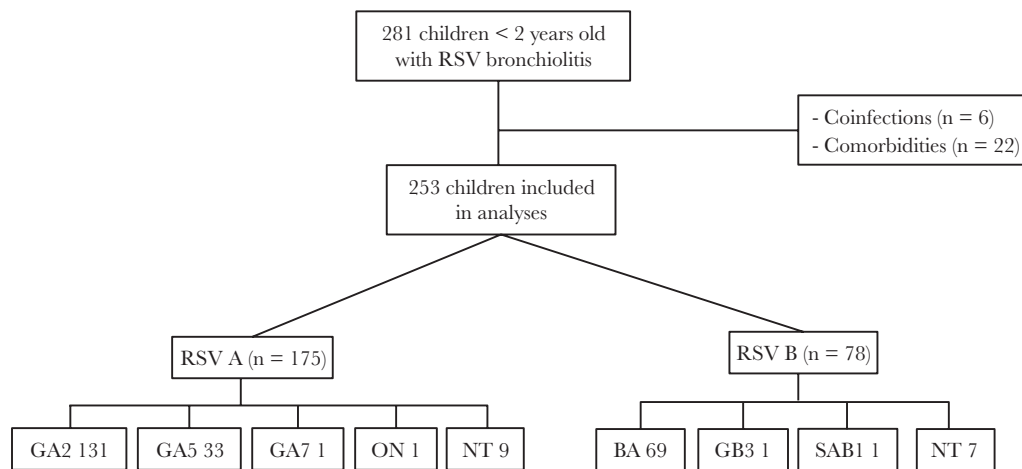 281 children < 2 years old
with RSV bronchiolitis
- Coinfections (n = 6)
- Comorbidities (n = 22)
253 children included
in analyses
RSV A (n = 175)
RSV B (n = 78)
GA2 131
GA5 33
GA7 1
ON 1
NT 9
BA 69
GB3 1
SAB1 1
NT 7